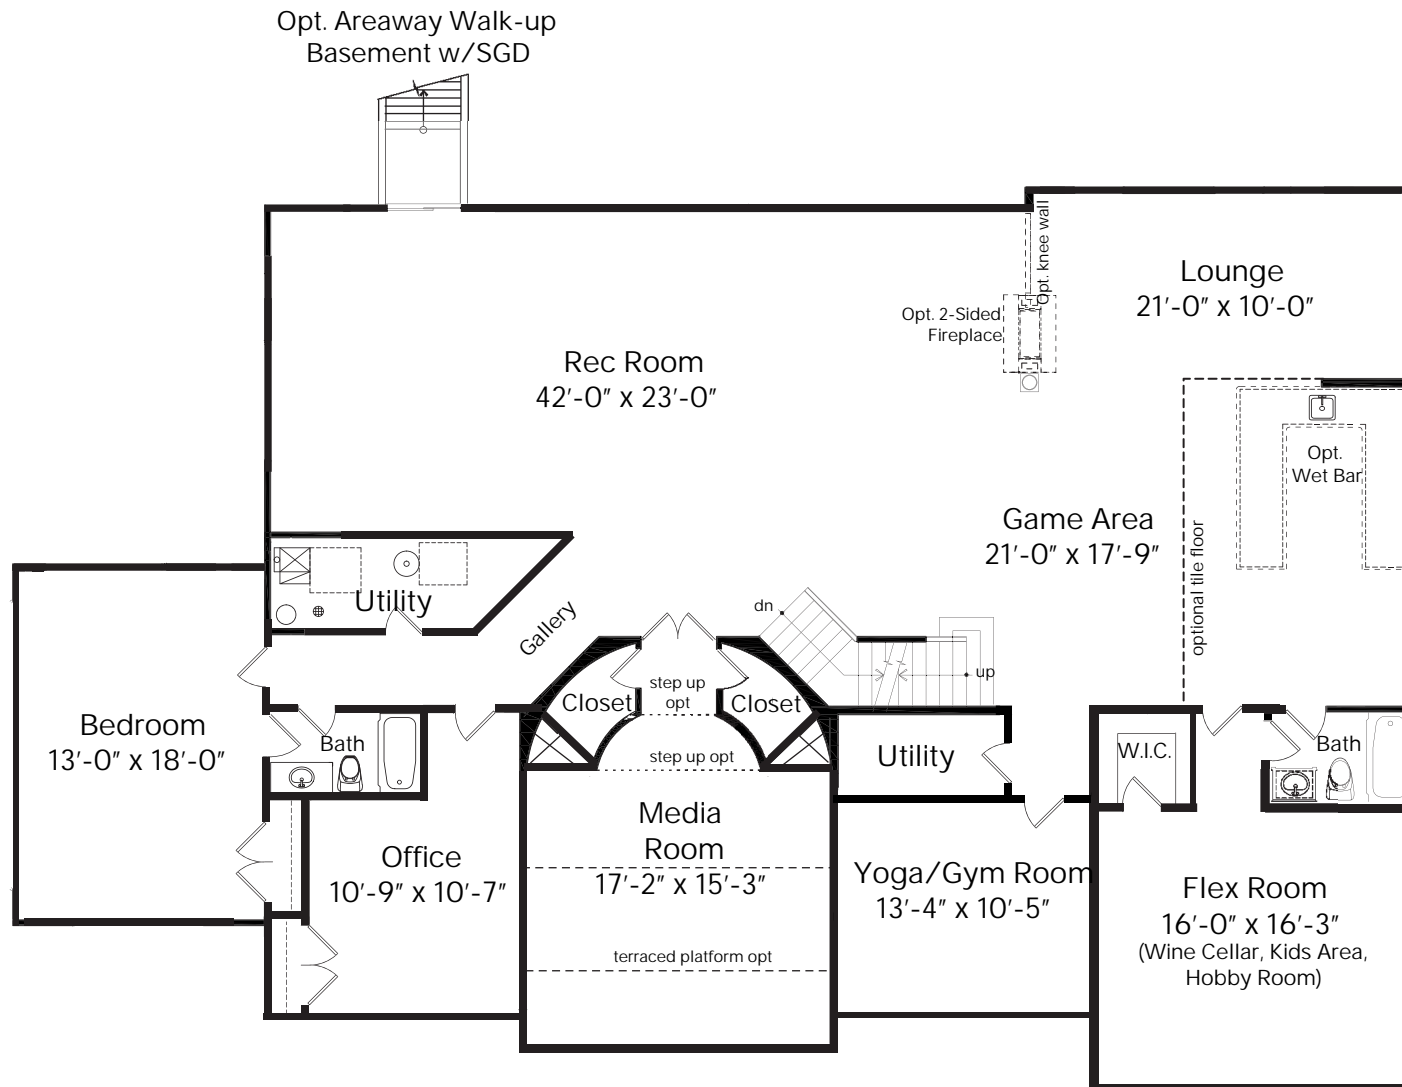 Opt. Areaway Walk-up
Basement w/SGD
Opt. knee wall
Lounge
21'-0" x 10'-0"
Opt. 2-Sided
Fireplace
Rec Room
42'-0" x 23'-0"
Opt.
Wet Bar
Game Area
21'-0" x 17'-9"
optional tile floor
Utility
Gallery
dn
up
step up
opt
Closet
Closet
Bedroom
13'-0" x 18'-0"
Bath
step up opt
Utility
W.I.C.
Bath
Media
Room
17'-2" x 15'-3"
Office
10'-9" x 10'-7"
Yoga/Gym Room
13'-4" x 10'-5"
Flex Room
16'-0" x 16'-3"
(Wine Cellar, Kids Area,
Hobby Room)
terraced platform opt